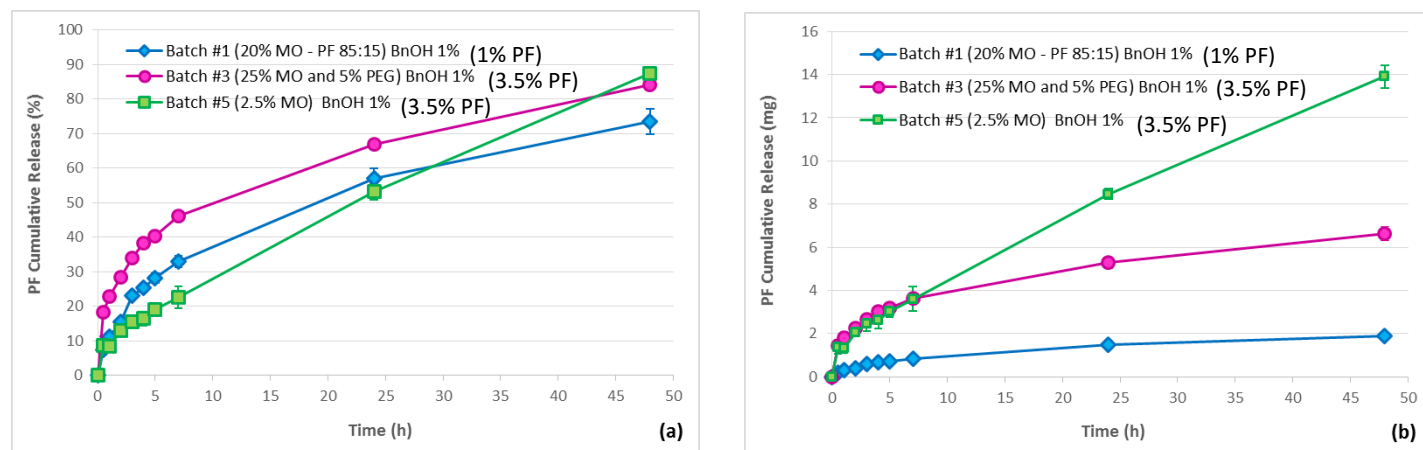 100
90
80
70
60
50
40
30
20
10
0
PF Cumulative Release (%)
Batch #1 (20% MO - PF 85:15) BnOH 1% (1% PF)
Batch #3 (25% MO and 5% PEG) BnOH 1% (3.5% PF)
Batch #5 (2.5% MO) BnOH 1% (3.5% PF)
0 5 10 15 20 25 30 35 40 45 50
Time (h)
(a)
16
14
12
10
8
6
4
2
0
PF Cumulative Release (mg)
Batch #1 (20% MO - PF 85:15) BnOH 1% (1% PF)
Batch #3 (25% MO and 5% PEG) BnOH 1% (3.5% PF)
Batch #5 (2.5% MO) BnOH 1% (3.5% PF)
0 5 10 15 20 25 30 35 40 45 50
Time (h)
(b)